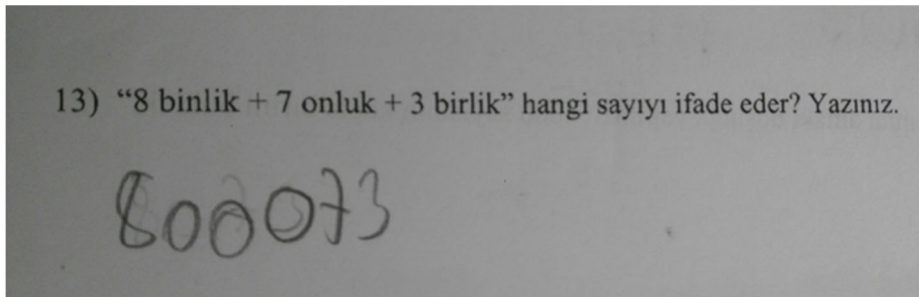 13) “8 binlik + 7 onluk + 3 birlik” hangi sayıyı ifade eder? Yazınız.
800073